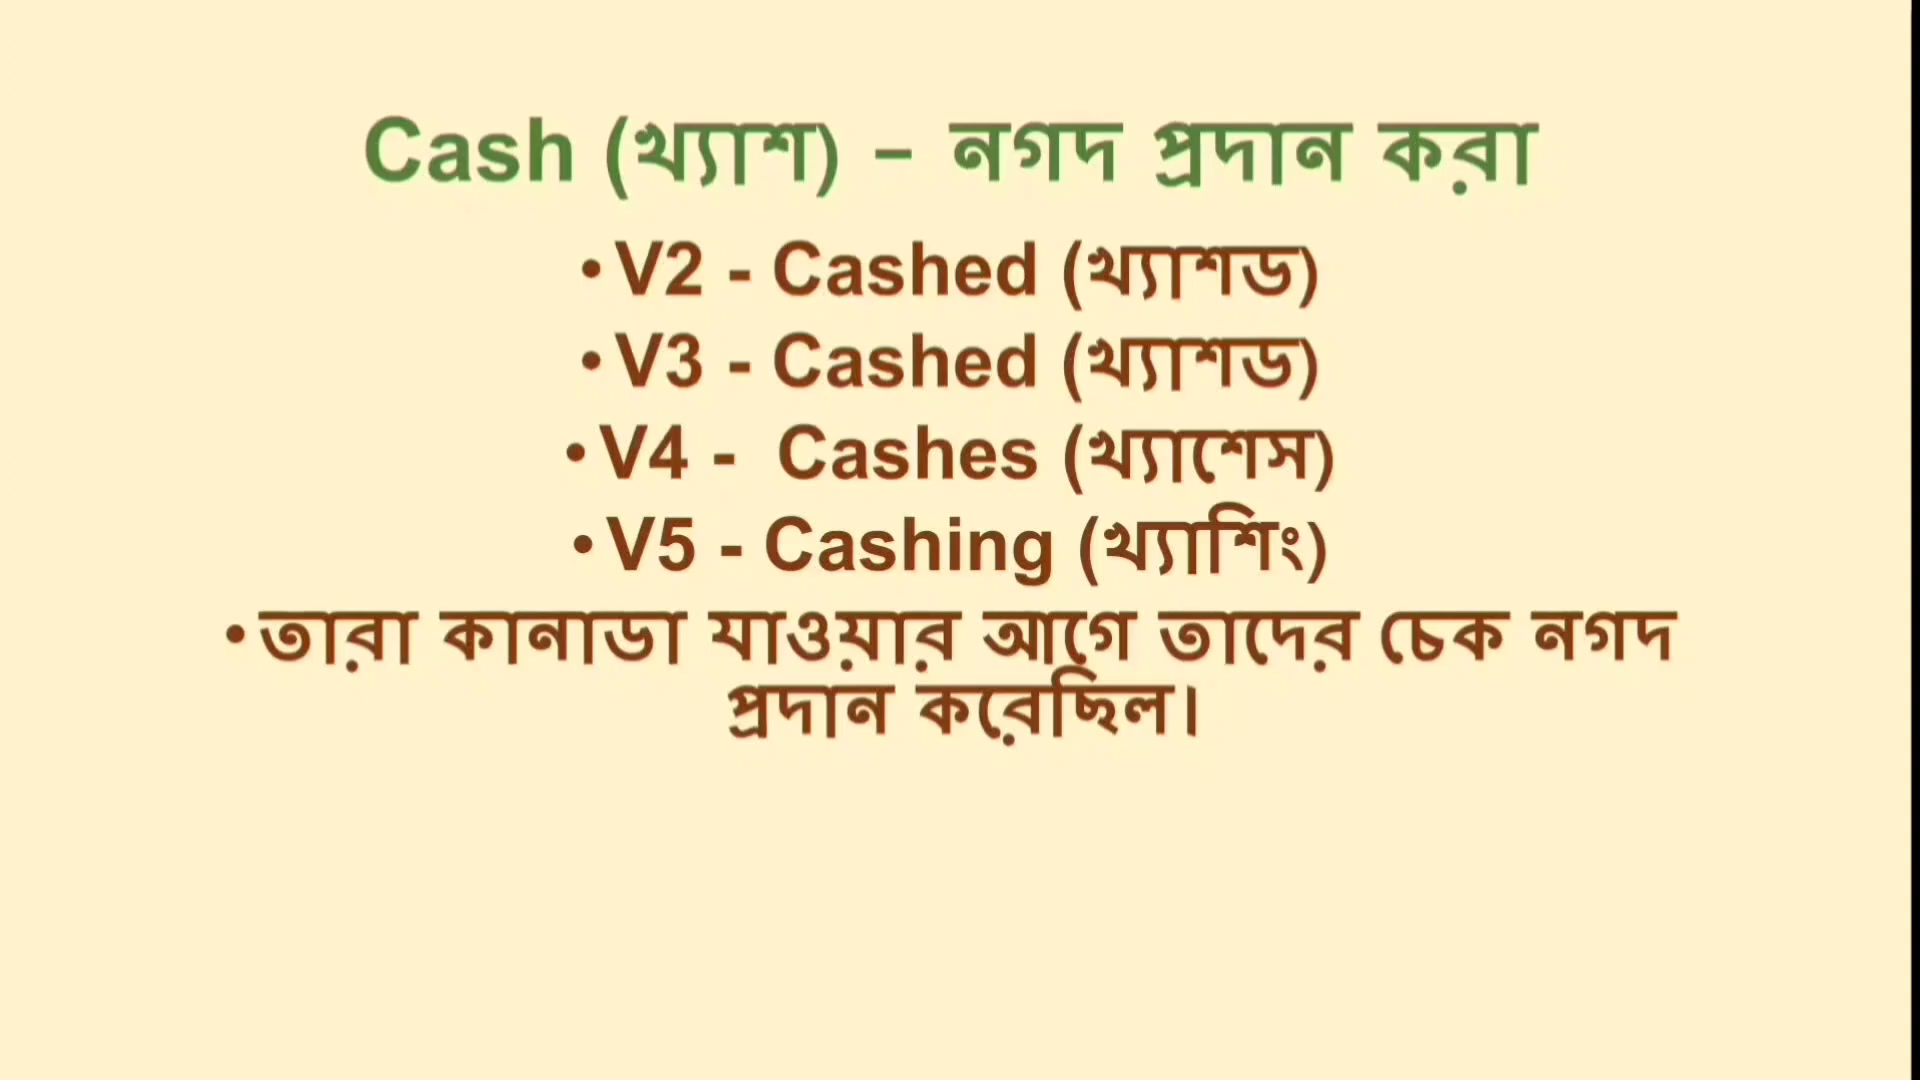 Cash (খ্যাশ) – নগদ প্রদান করা
•V2 - Cashed (খ্যাশড)
•V3 - Cashed (খ্যাশড)
•V4 - Cashes (খ্যাশেস)
•V5 - Cashing (খ্যাশিং)
•তারা কানাডা যাওয়ার আগে তাদের চেক নগদ
প্রদান করেছিল।